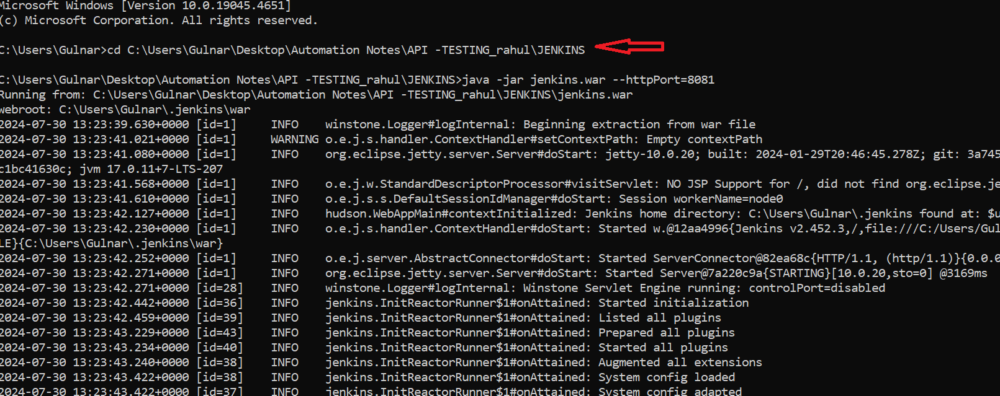 Microsoft Windows [Version 10.0.19045.4651]
(c) Microsoft Corporation. All rights reserved.
C:\Users\Gulnar>cd C:\Users\Gulnar\Desktop\Automation Notes\API -TESTING_rahul\JENKINS
C:\Users\Gulnar\Desktop\Automation Notes\API -TESTING_rahul\JENKINS>java -jar jenkins.war --httpPort=8081
Running from: C:\Users\Gulnar\Desktop\Automation Notes\API -TESTING_rahul\JENKINS\jenkins.war
webroot: C:\Users\Gulnar\.jenkins\war
2024-07-30 13:23:39.630+0000 [id=1] INFO winstone.Logger#logInternal: Beginning extraction from war file
2024-07-30 13:23:41.021+0000 [id=1] WARNING o.e.j.s.handler.ContextHandler#setContextPath: Empty contextPath
2024-07-30 13:23:41.080+0000 [id=1] INFO org.eclipse.jetty.server.Server#doStart: jetty-10.0.20; built: 2024-01-29T20:46:45.278Z; git: 3a745
c1bc41630c; jvm 17.0.11+7-LTS-207
2024-07-30 13:23:41.568+0000 [id=1] INFO o.e.j.w.StandardDescriptorProcessor#visitServlet: NO JSP Support for /, did not find org.eclipse.je
2024-07-30 13:23:41.610+0000 [id=1] INFO o.e.j.s.s.DefaultSessionIdManager#doStart: Session workerName=node0
2024-07-30 13:23:42.127+0000 [id=1] INFO hudson.WebAppMain#contextInitialized: Jenkins home directory: C:\Users\Gulnar\.jenkins found at: $u
2024-07-30 13:23:42.230+0000 [id=1] INFO o.e.j.s.handler.ContextHandler#doStart: Started w.@12aa4996{Jenkins v2.452.3,/,file:///C:/Users/Gul
LE}{C:\Users\Gulnar\.jenkins\war}
2024-07-30 13:23:42.252+0000 [id=1] INFO o.e.j.server.AbstractConnector#doStart: Started ServerConnector@82ea68c{HTTP/1.1, (http/1.1)}{0.0.0
2024-07-30 13:23:42.271+0000 [id=1] INFO org.eclipse.jetty.server.Server#doStart: Started Server@7a220c9a{STARTING}[10.0.20,sto=0] @3169ms
2024-07-30 13:23:42.271+0000 [id=28] INFO winstone.Logger#logInternal: Winstone Servlet Engine running: controlPort=disabled
2024-07-30 13:23:42.442+0000 [id=36] INFO jenkins.InitReactorRunner$1#onAttained: Started initialization
2024-07-30 13:23:42.459+0000 [id=39] INFO jenkins.InitReactorRunner$1#onAttained: Listed all plugins
2024-07-30 13:23:43.229+0000 [id=43] INFO jenkins.InitReactorRunner$1#onAttained: Prepared all plugins
2024-07-30 13:23:43.234+0000 [id=40] INFO jenkins.InitReactorRunner$1#onAttained: Started all plugins
2024-07-30 13:23:43.240+0000 [id=38] INFO jenkins.InitReactorRunner$1#onAttained: Augmented all extensions
2024-07-30 13:23:43.422+0000 [id=38] INFO jenkins.InitReactorRunner$1#onAttained: System config loaded
2024-07-30 13:23:43.422+0000 [id=37] INFO jenkins.InitReactorRunner$1#onAttained: System config adapted